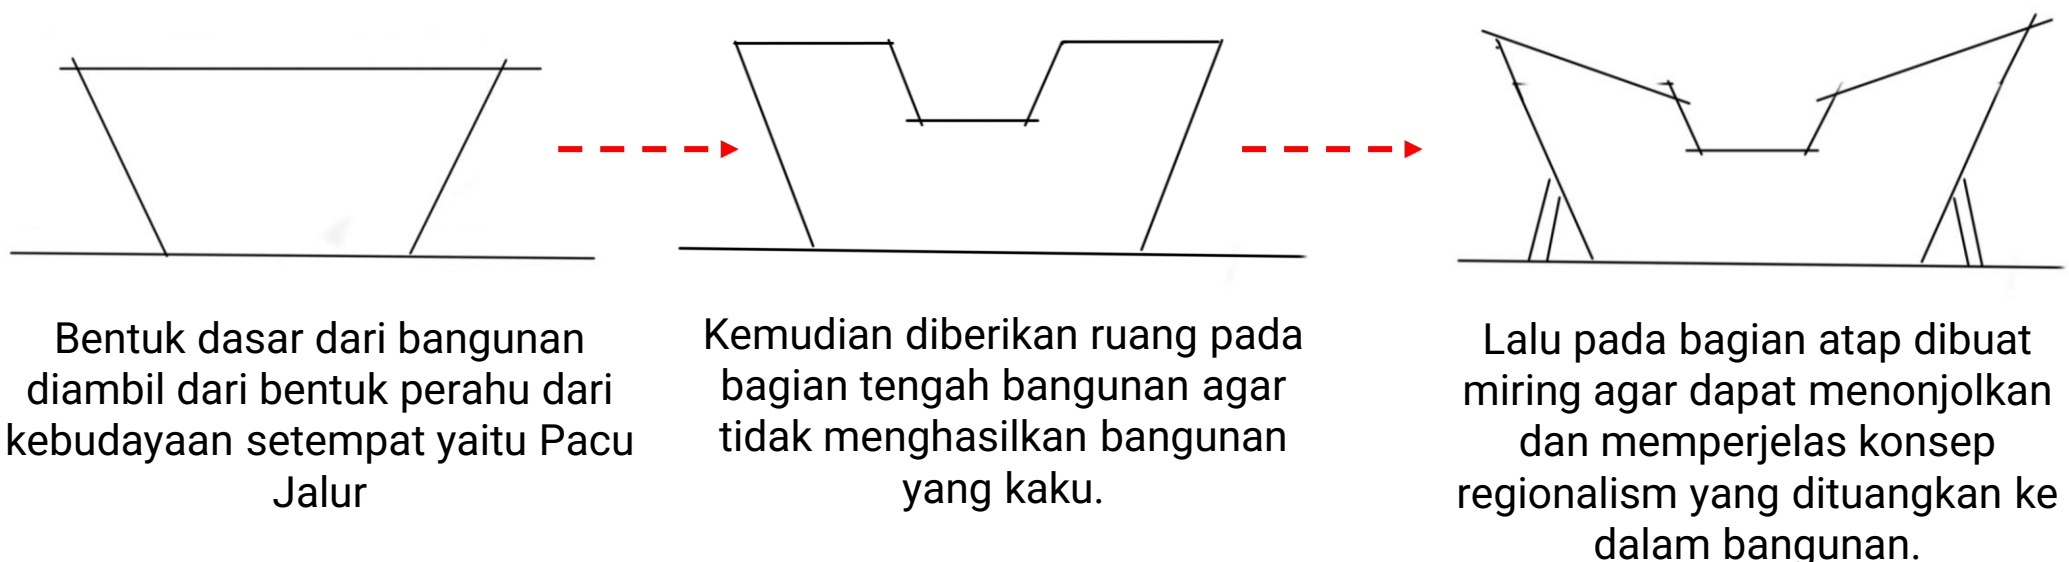 Bentuk dasar dari bangunan
diambil dari bentuk perahu dari
kebudayaan setempat yaitu Pacu
Jalur
Kemudian diberikan ruang pada
bagian tengah bangunan agar
tidak menghasilkan bangunan
yang kaku.
Lalu pada bagian atap dibuat
miring agar dapat menonjolkan
dan memperjelas konsep
regionalism yang dituangkan ke
dalam bangunan.